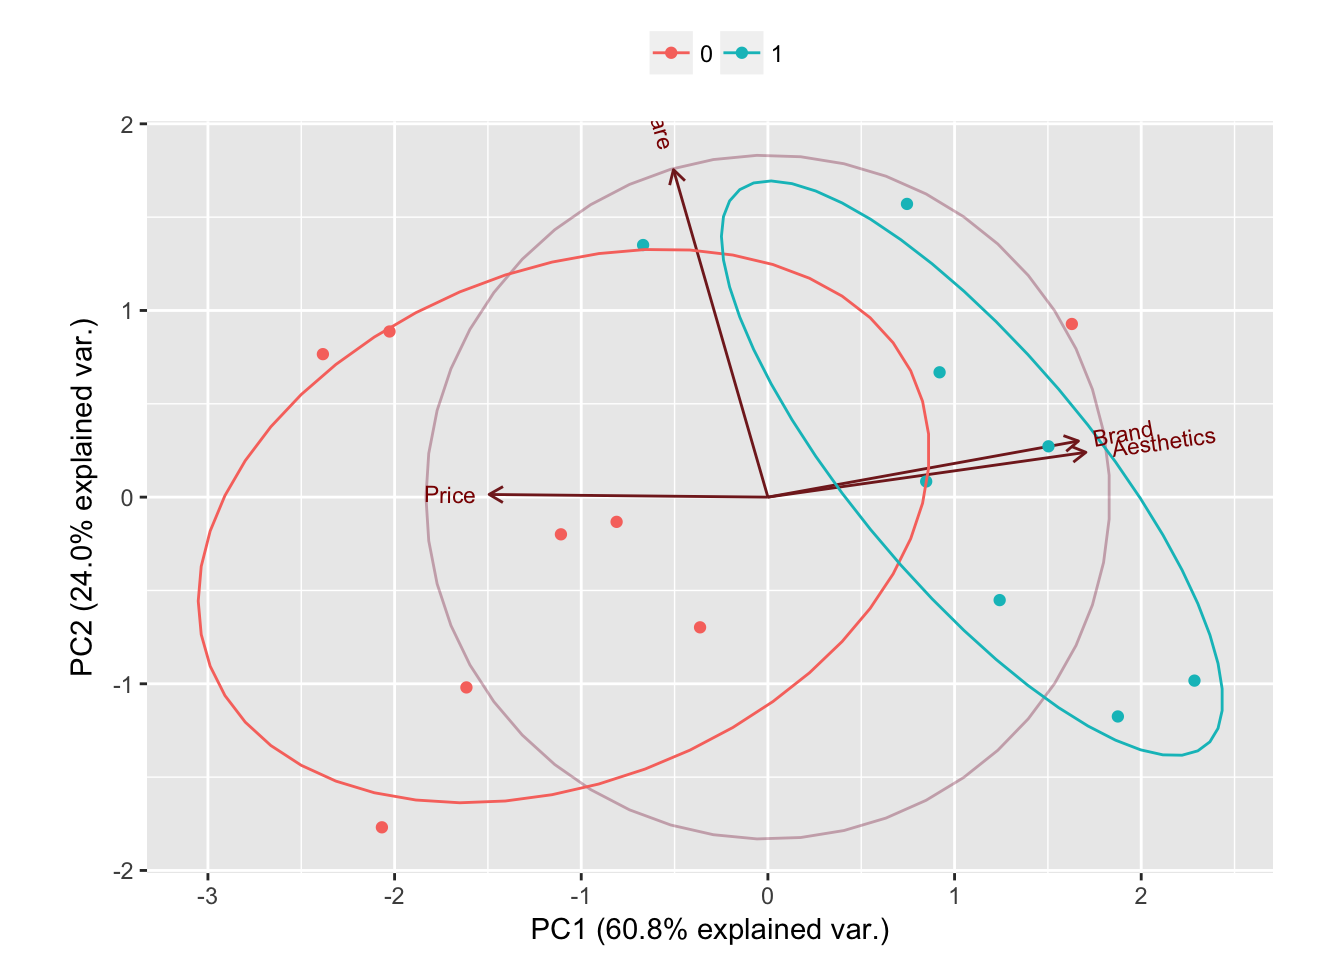 0 1
are
2
1
0
-1
-2
PC2 (24.0% explained var.)
Brand
Aesthetics
Price
-3 -2 -1 0 1 2
PC1 (60.8% explained var.)